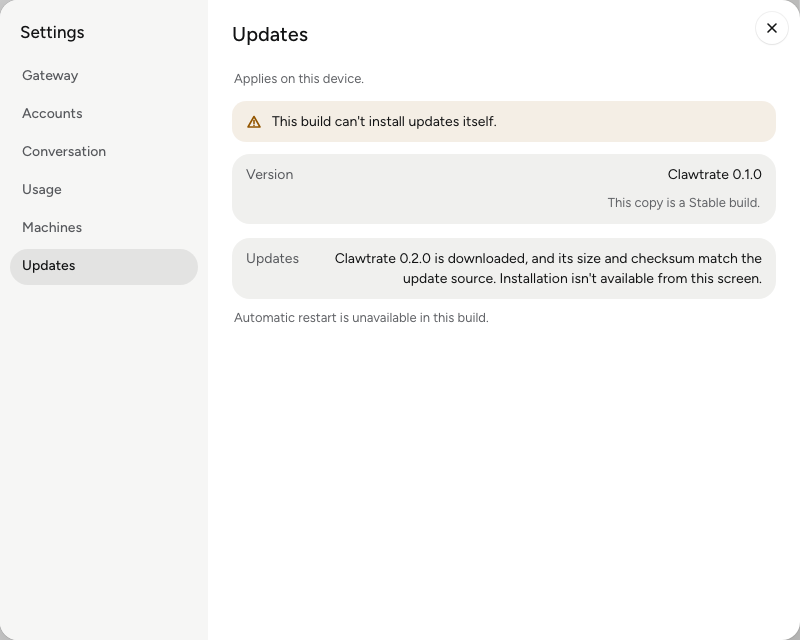 Settings
Gateway
Accounts
Conversation
Usage
Machines
Updates
Updates
Applies on this device.
This build can't install updates itself.
Version
Clawtrate 0.1.0
This copy is a Stable build.
Updates
Clawtrate 0.2.0 is downloaded, and its size and checksum match the
update source. Installation isn't available from this screen.
Automatic restart is unavailable in this build.